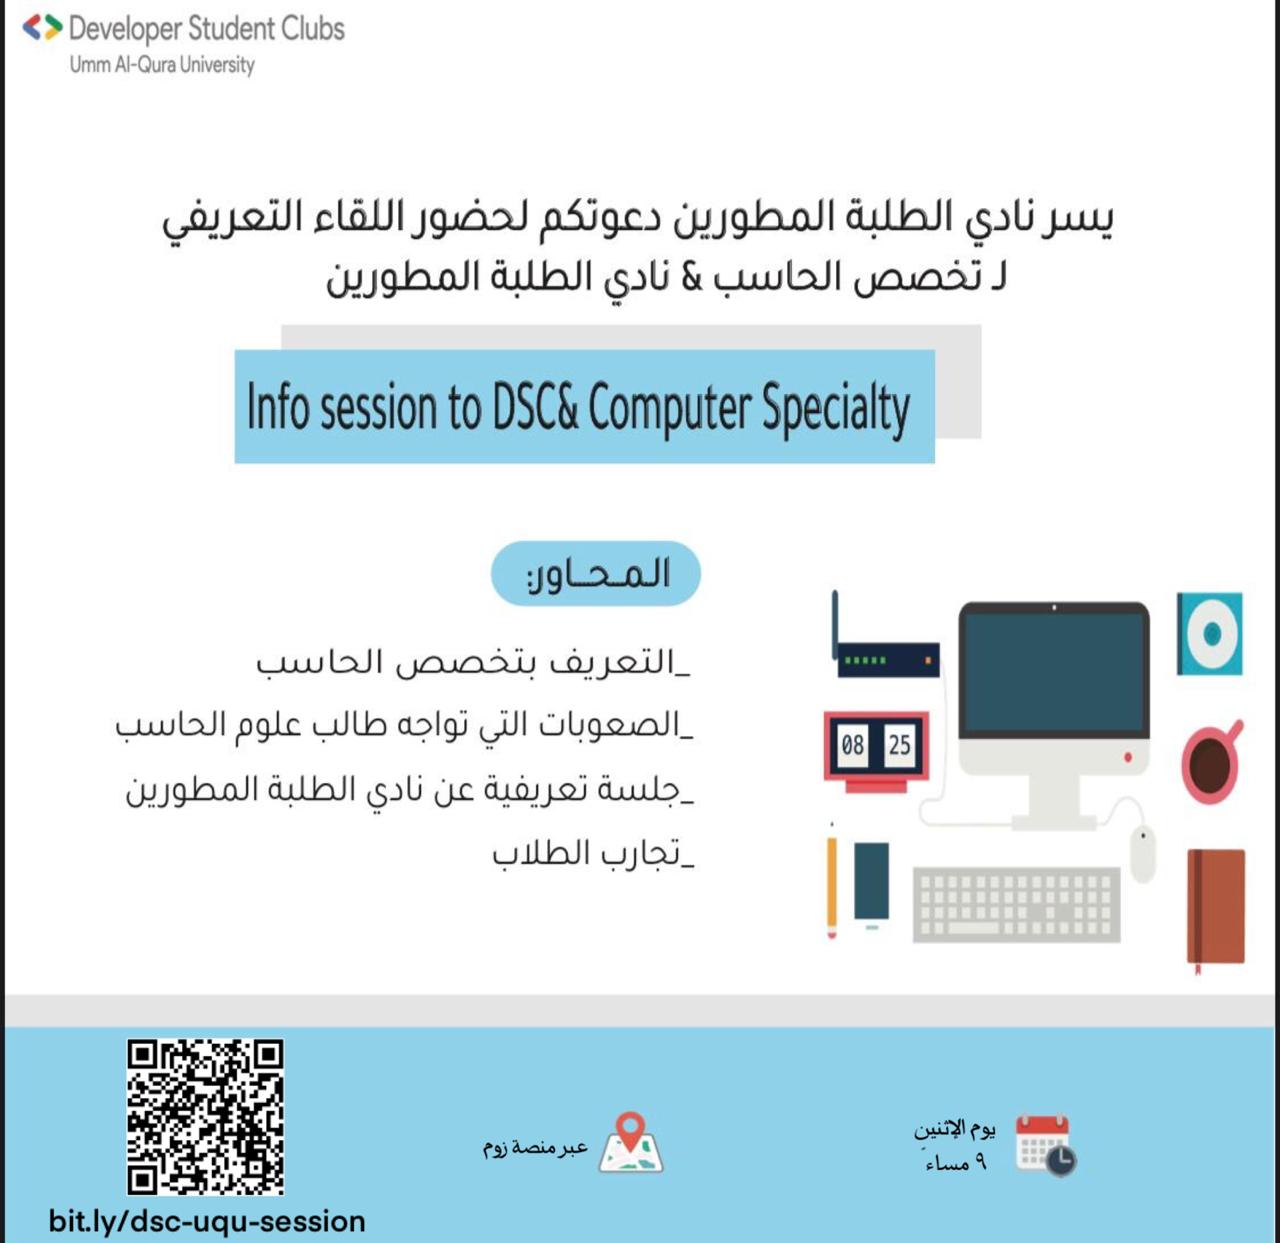 Developer Student Clubs
Umm Al-Qura University
يسر نادي الطلبة المطورين دعوتكم لحضور اللقاء التعريفي
لـ تخصص الحاسب & نادي الطلبة المطورين
Info session to DSC& Computer Specialty
المـحـاور:
_التعريف بتخصص الحاسب
_الصعوبات التي تواجه طالب علوم الحاسب
_جلسة تعريفية عن نادي الطلبة المطورين
_تجارب الطلاب
08 25
يوم الإثنين
٩ مساءً
عبر منصة زوم
bit.ly/dsc-uqu-session